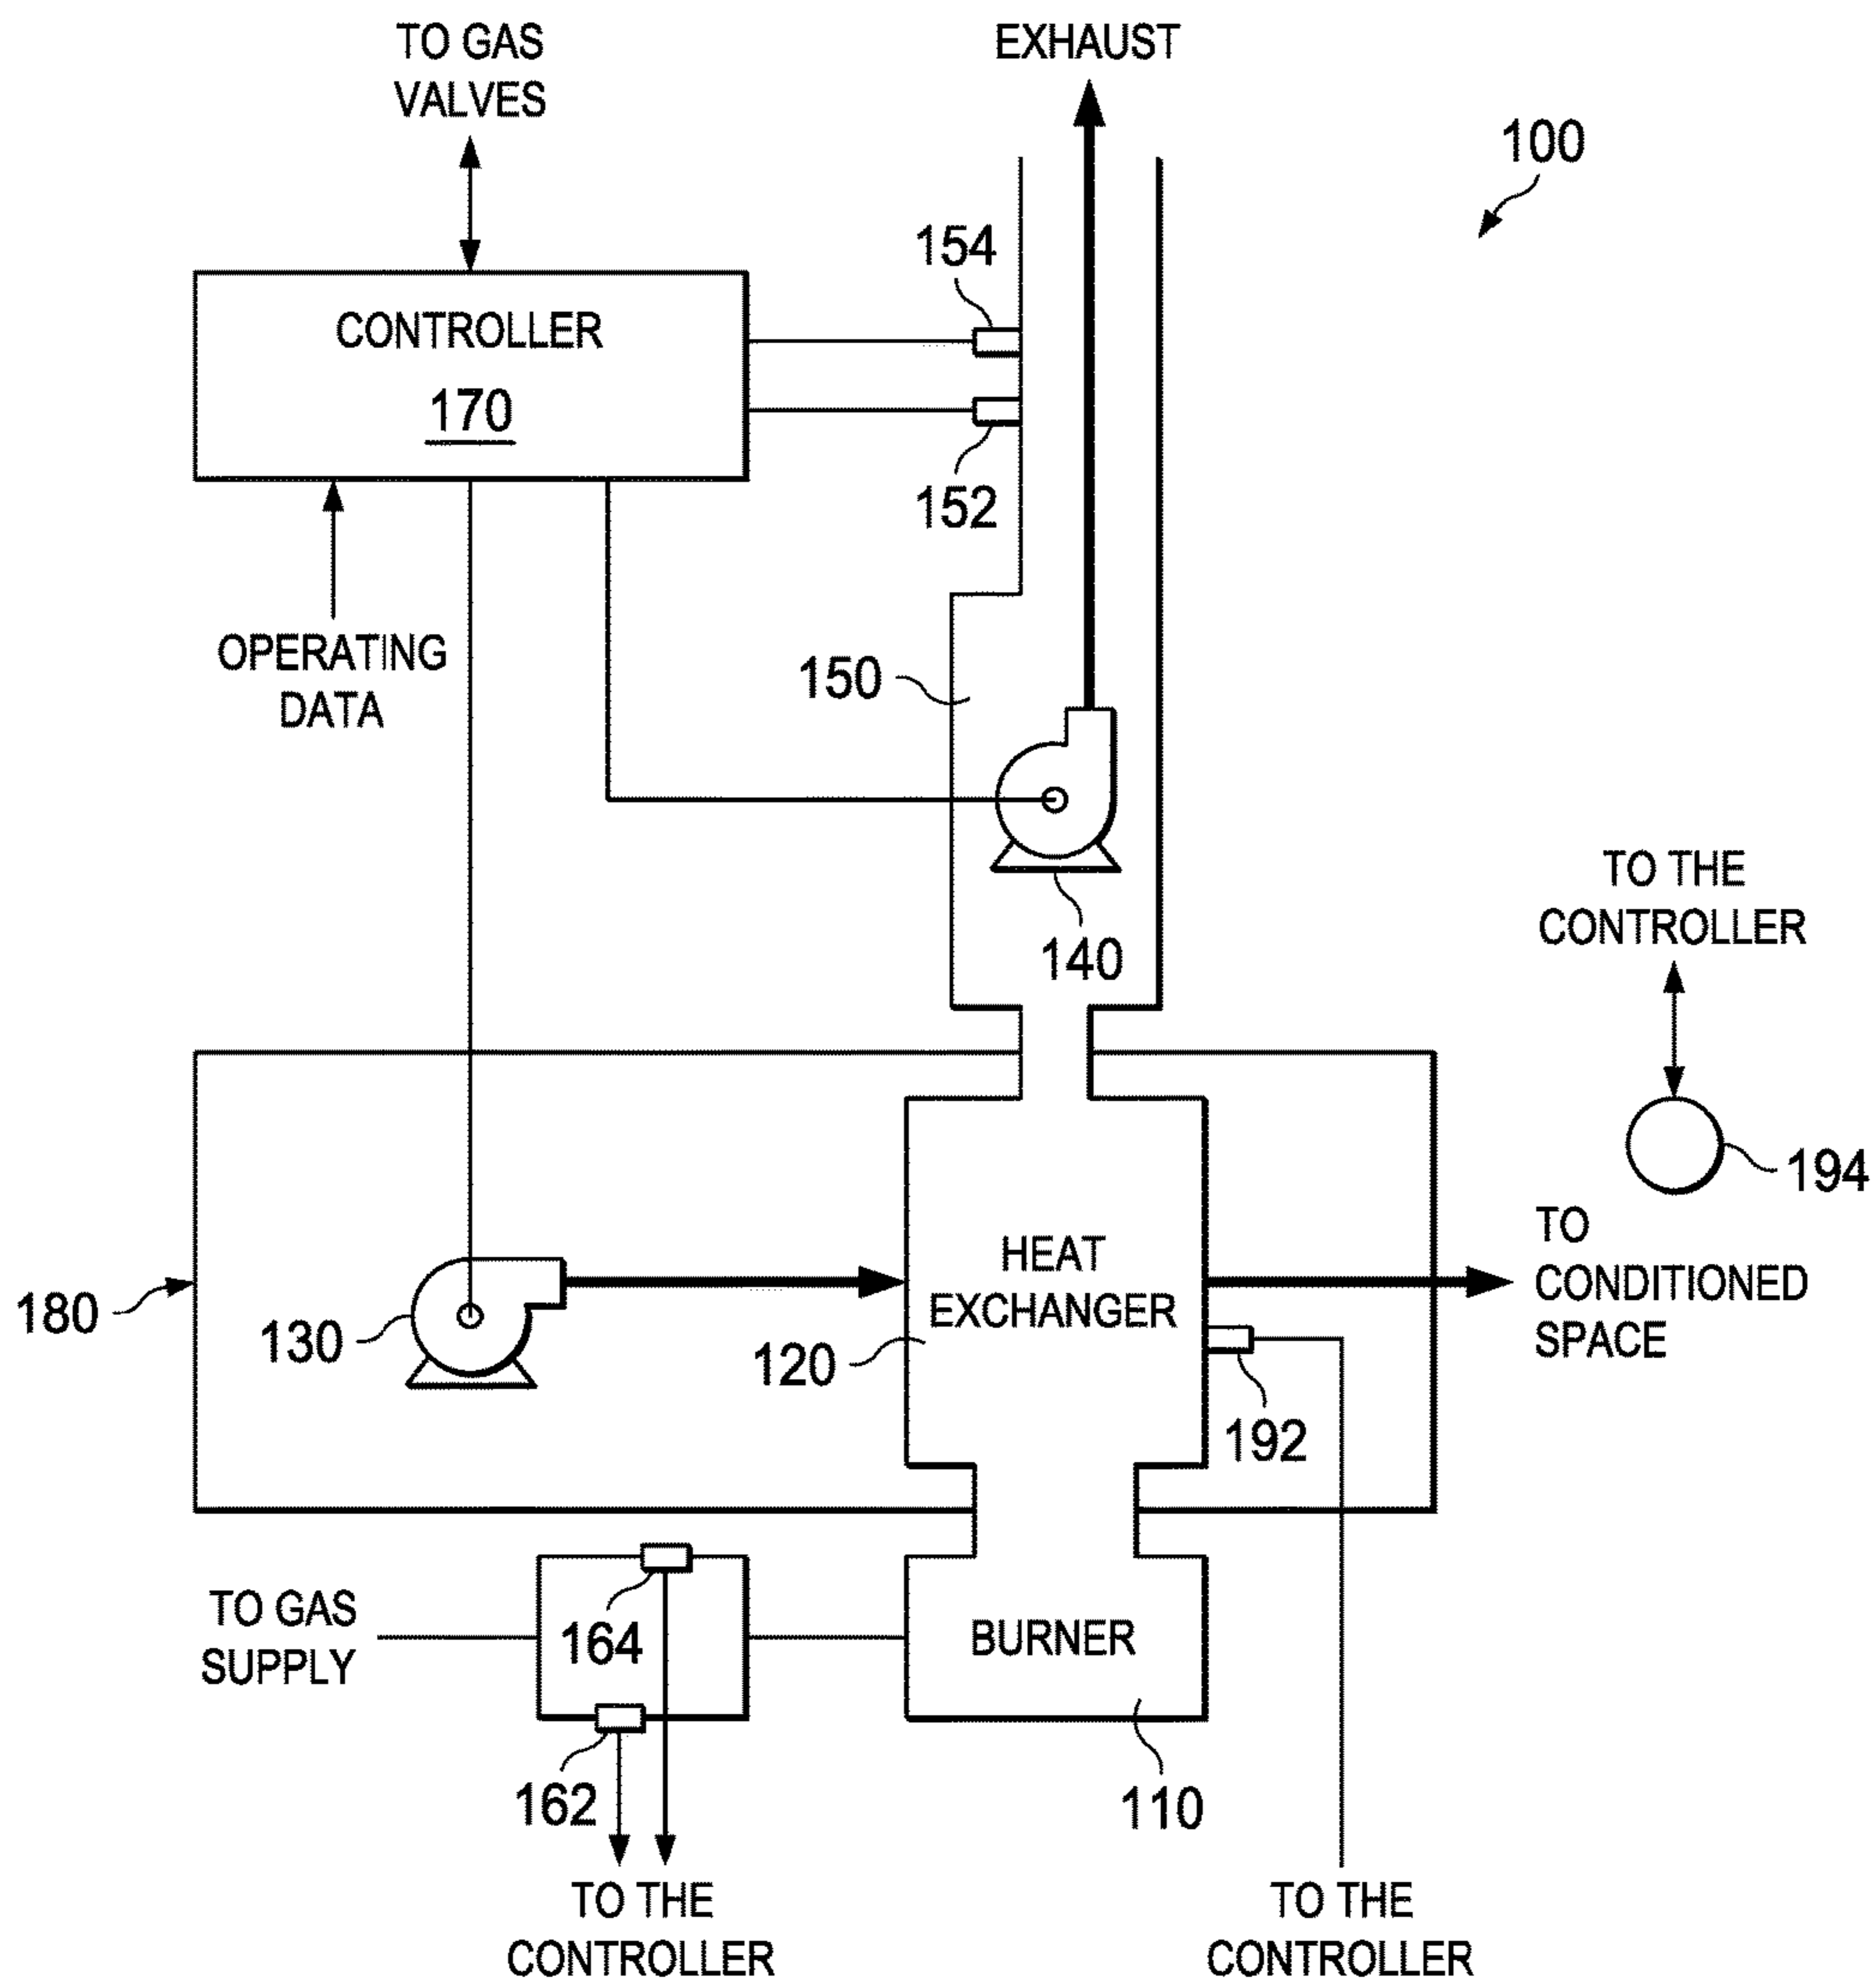 TO GAS
VALVES
EXHAUST
100
154
CONTROLLER
170
152
OPERATING
DATA
150
140
TO THE
CONTROLLER
194
TO
CONDITIONED
SPACE
HEAT
EXCHANGER
180
130
120
192
TO GAS
SUPPLY
164
BURNER
162
110
TO THE
CONTROLLER
TO THE
CONTROLLER